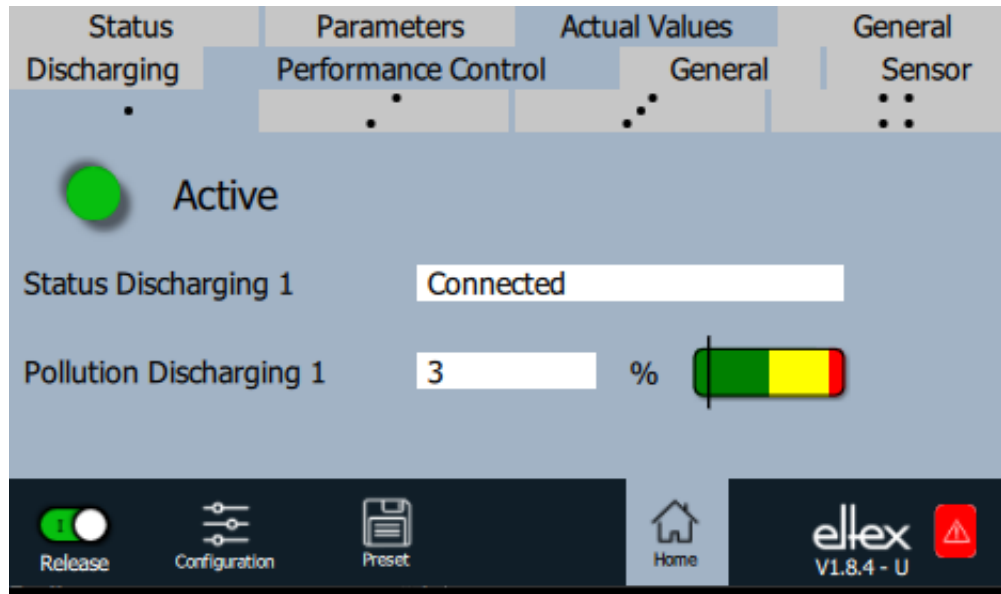 Status Parameters Actual Values General
Discharging Performance Control General Sensor
Active
Status Discharging 1 Connected
Pollution Discharging 1 3 %
I
Release Configuration Preset Home eltex
V1.8.4 - U